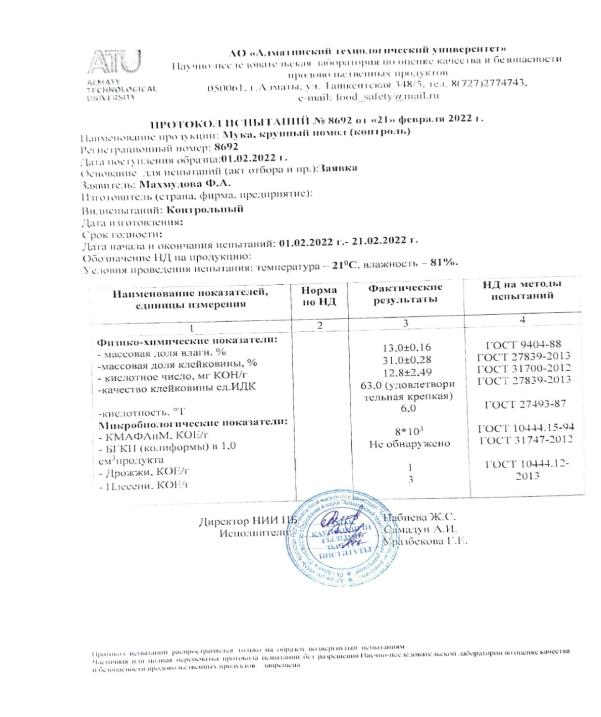 ATU
ALMATY
TECHNOLOGICAL
UNIVERSITY
АО «Алматинский технологический университет»
Научно-исследовательская лаборатория по оценке качества и безопасности
продовольственных продуктов
050061, г.Алматы, ул. Ташкентская 348/5, тел. 8(727)2774743,
e-mail: food_safety@mail.ru
ПРОТОКОЛ ИСПЫТАНИЙ № 8692 от «21» февраля 2022 г.
Наименование продукции: Мука, крупный помол (контроль)
Регистрационный номер: 8692
Дата поступления образца:01.02.2022 г.
Основание для испытаний (акт отбора и пр.):Заявка
Заявитель: Махмудова Ф.А.
Изготовитель (страна, фирма, предприятие):
Вид испытаний: Контрольный
Дата изготовления:
Срок годности:
Дата начала и окончания испытаний: 01.02.2022 г.- 21.02.2022 г.
Обозначение НД на продукцию:
Условия проведения испытания: температура – 21⁰С, влажность – 81%.
Наименование показателей, единицы измерения Норма по НД Фактические результаты НД на методы испытаний
1 2 3 4
Физико-химические показатели:
- массовая доля влаги, % 13,0±0,16 ГОСТ 9404-88
-массовая доля клейковины, % 31,0±0,28 ГОСТ 27839-2013
- кислотное число, мг КОН/г 12,8±2,49 ГОСТ 31700-2012
-качество клейковины ед.ИДК 63,0 (удовлетвори ГОСТ 27839-2013
тельная крепкая)
-кислотность, °Т 6,0 ГОСТ 27493-87
Микробиологические показатели:
- КМАФАнМ, КОЕ/г 8*10³ ГОСТ 10444.15-94
- БГКП (колиформы) в 1,0 Не обнаружено ГОСТ 31747-2012
см³продукта
- Дрожжи, КОЕ/г 1 ГОСТ 10444.12-
- Плесени, КОЕ/г 3 2013
Директор НИИ ПБ Набиева Ж.С.
Исполнители: Самадун А.И.
Уразбекова Г.Е.
Протокол испытаний распространяется только на образец подвергнутый испытаниям
Частичная или полная перепечатка протокола испытаний без разрешения Научно-исследовательской лаборатории по оценке качества
и безопасности продовольственных продуктов запрещена